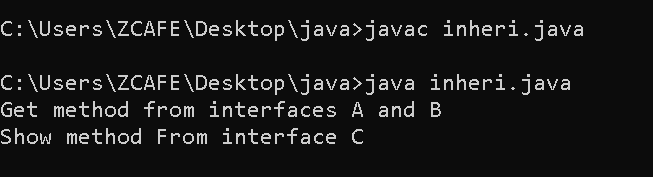 C:\Users\ZCAFE\Desktop\java>javac inheri.java
C:\Users\ZCAFE\Desktop\java>java inheri.java
Get method from interfaces A and B
Show method From interface C